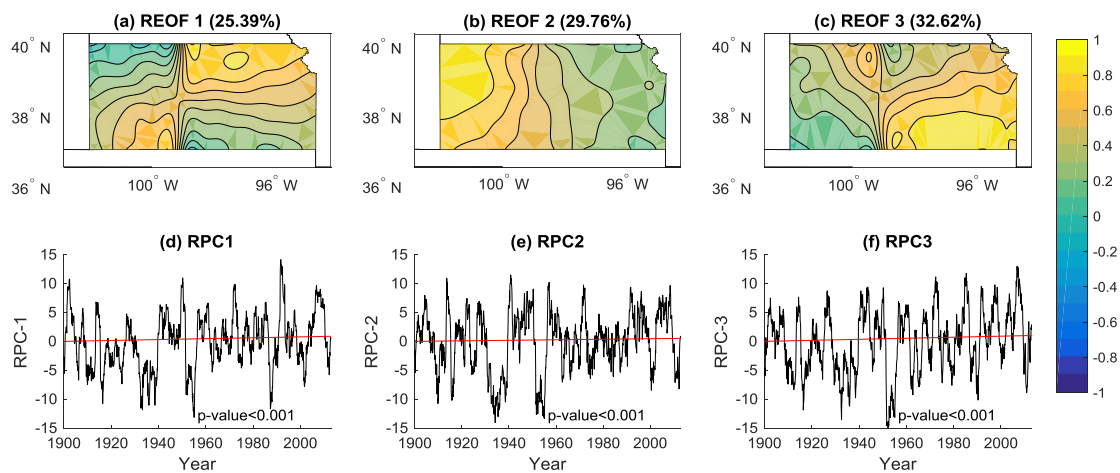 (a) REOF 1 (25.39%) (b) REOF 2 (29.76%) (c) REOF 3 (32.62%)
40° N 40° N 40° N
38° N 38° N 38° N
36° N 36° N 36° N
100° W 96° W 100° W 96° W 100° W 96° W
1
0.8
0.6
0.4
0.2
0
-0.2
-0.4
-0.6
-0.8
-1
(d) RPC1
RPC-1
15
10
5
0
-5
-10
-15
p-value<0.001
1900 1920 1940 1960 1980 2000
Year
(e) RPC2
RPC-2
15
10
5
0
-5
-10
-15
p-value<0.001
1900 1920 1940 1960 1980 2000
Year
(f) RPC3
RPC-3
15
10
5
0
-5
-10
-15
p-value<0.001
1900 1920 1940 1960 1980 2000
Year